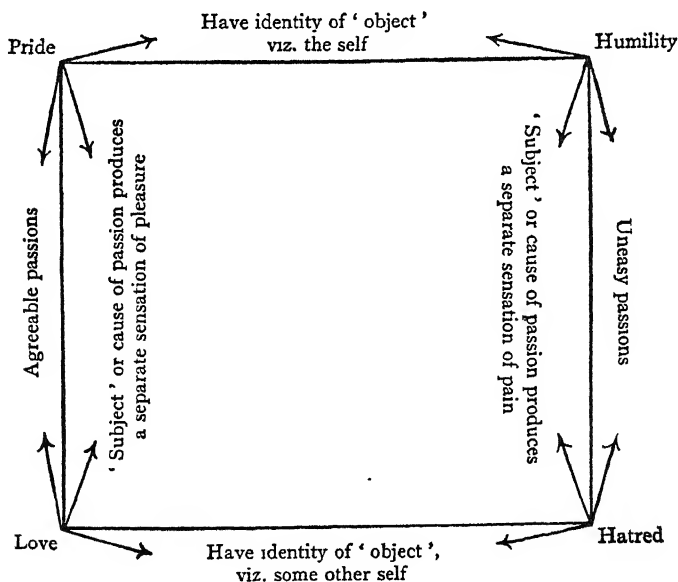 Have identity of ‘ object ’
viz. the self
Pride
Humility
Agreeable passions
‘ Subject ’ or cause of passion produces
a separate sensation of pleasure
‘ Subject ’ or cause of passion produces
a separate sensation of pain
Uneasy passions
Love
Hatred
Have identity of ‘ object ’,
viz. some other self